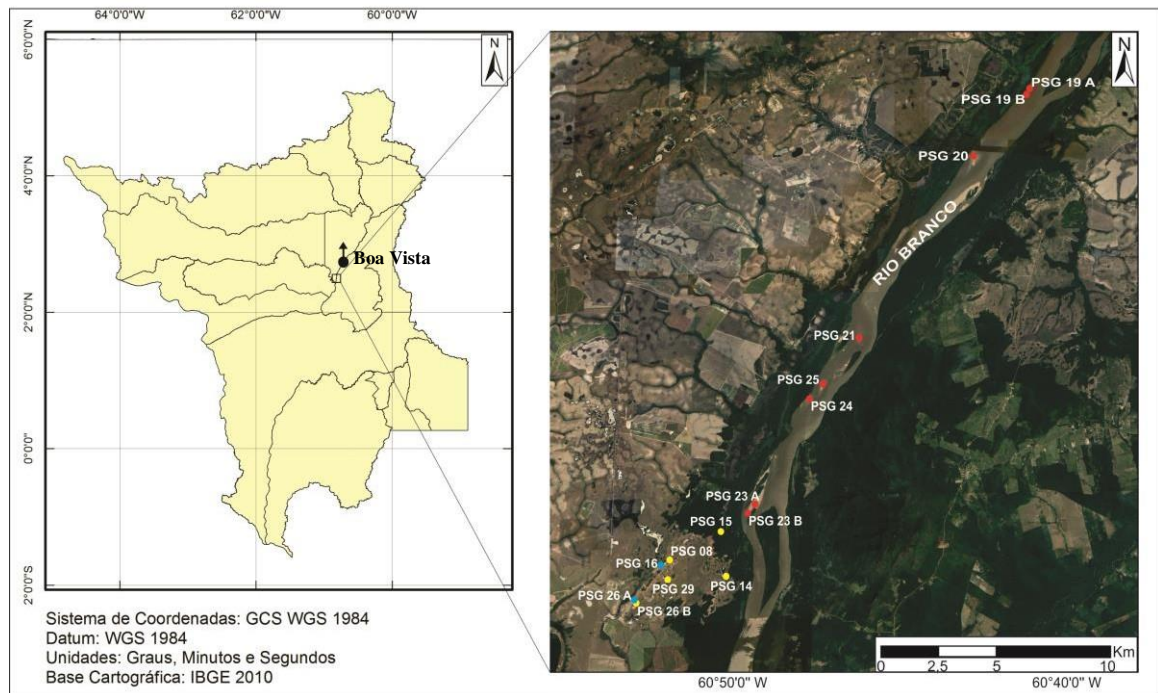 64°0'0"W
62°0'0"W
60°0'0"W
6°0'0"N
4°0'0"N
2°0'0"N
0°0'0"
2°0'0"S
N
Boa Vista
Sistema de Coordenadas: GCS WGS 1984
Datum: WGS 1984
Unidades: Graus, Minutos e Segundos
Base Cartográfica: IBGE 2010
N
PSG 19 A
PSG 19 B
PSG 20
RIO BRANCO
PSG 21
PSG 25
PSG 24
PSG 23 A
PSG 23 B
PSG 15
PSG 08
PSG 16
PSG 29
PSG 14
PSG 26 A
PSG 26 B
Km
0 2,5 5 10
60°50'0"W
60°40'0"W